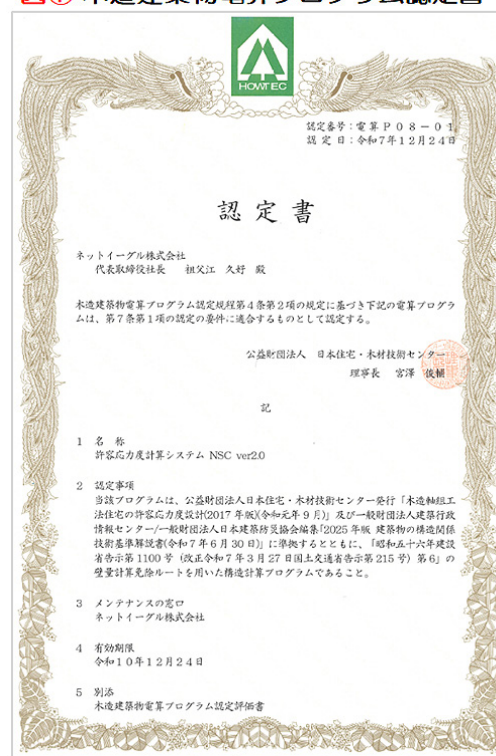 木造建築物電算プログラム認定書
HOWTEC
認定番号：電算P08－01
認 定 日：令和7年12月24日
認 定 書
ネットイーグル株式会社
代表取締役社長 祖父江 久好 殿
木造建築物電算プログラム認定規程第4条第2項の規定に基づき下記の電算プログラ
ムは、第7条第1項の認定の要件に適合するものとして認定する。
公益財団法人 日本住宅・木材技術センター
理事長 宮澤 俊輔
記
1 名 称
許容応力度計算システム NSC ver2.0
2 認定事項
当該プログラムは、公益財団法人日本住宅・木材技術センター発行「木造軸組工
法住宅の許容応力度設計(2017年版)(令和元年9月)」及び一般財団法人建築行政
情報センター/一般財団法人日本建築防災協会編集「2025年版 建築物の構造関係
技術基準解説書(令和7年6月30日)」に準拠するとともに、「昭和五十六年建設
省告示第1100号（改正令和7年3月27日国土交通省告示第215号）第6」の
壁量計算免除ルートを用いた構造計算プログラムであること。
3 メンテナンスの窓口
ネットイーグル株式会社
4 有効期限
令和10年12月24日
5 別添
木造建築物電算プログラム認定評価書